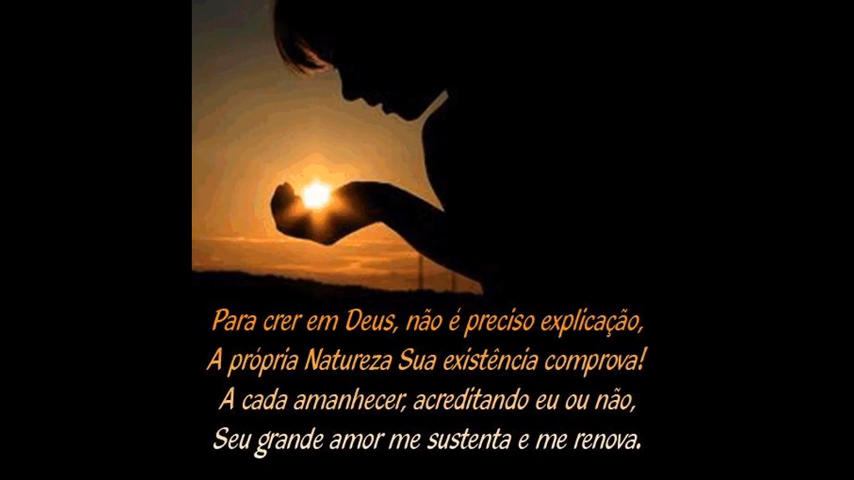 Para crer em Deus, não é preciso explicação,
A própria Natureza Sua existência comprova!
A cada amanhecer, acreditando eu ou não,
Seu grande amor me sustenta e me renova.